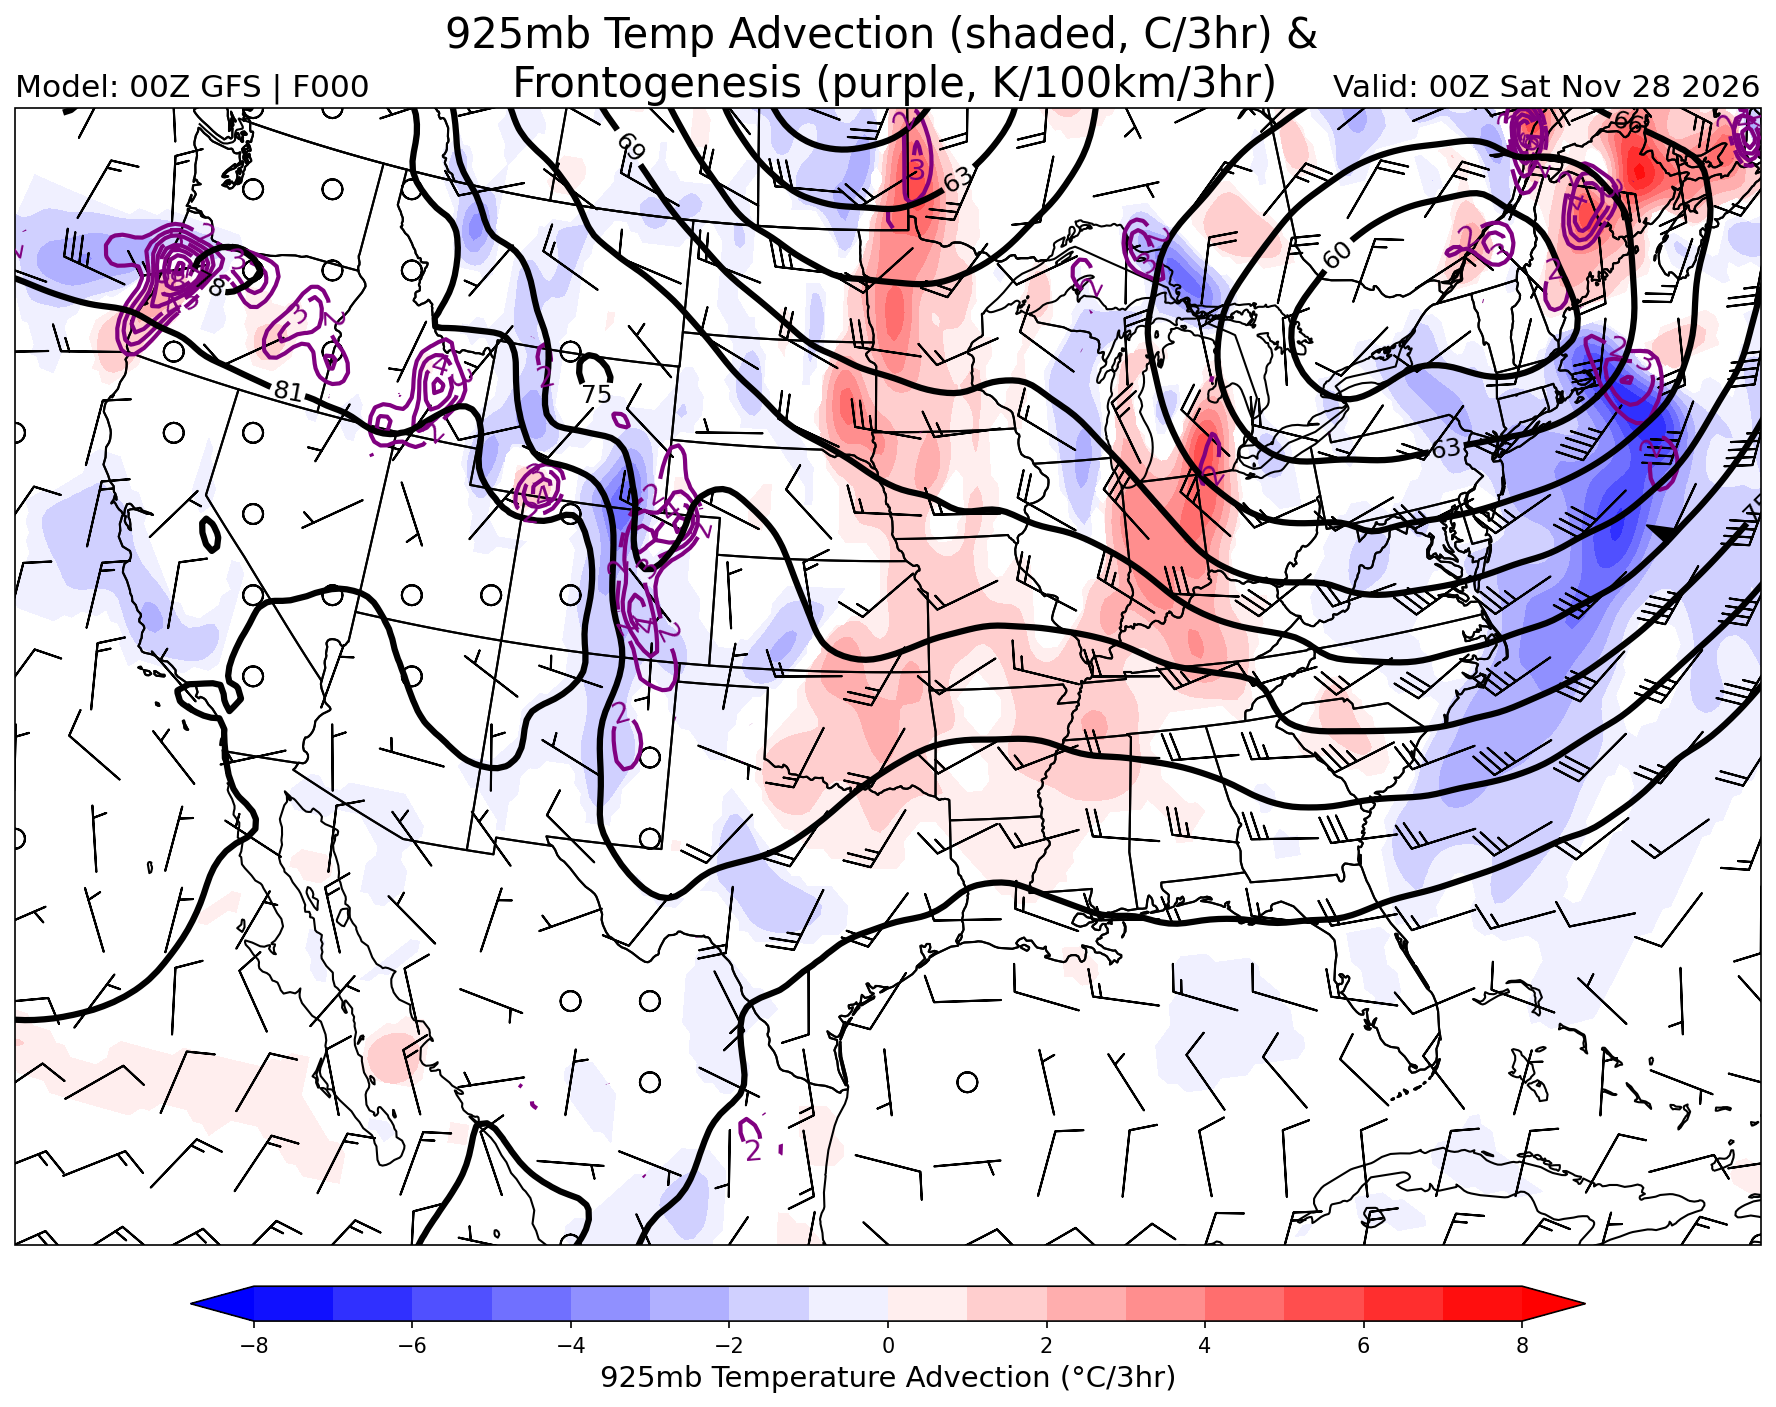 925mb Temp Advection (shaded, C/3hr) &
Model: 00Z GFS | F000
Frontogenesis (purple, K/100km/3hr)
Valid: 00Z Sat Nov 28 2026
69
63
66
60
81
75
63
−8 −6 −4 −2 0 2 4 6 8
925mb Temperature Advection (°C/3hr)